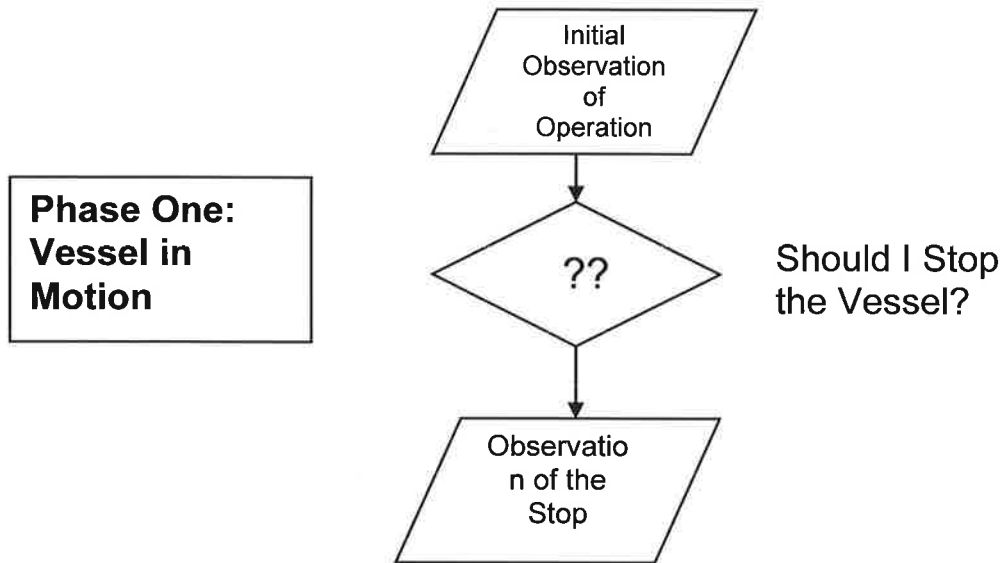 Initial
Observation
of
Operation
Phase One:
Vessel in
Motion
??
Should I Stop
the Vessel?
Observatio
n of the
Stop